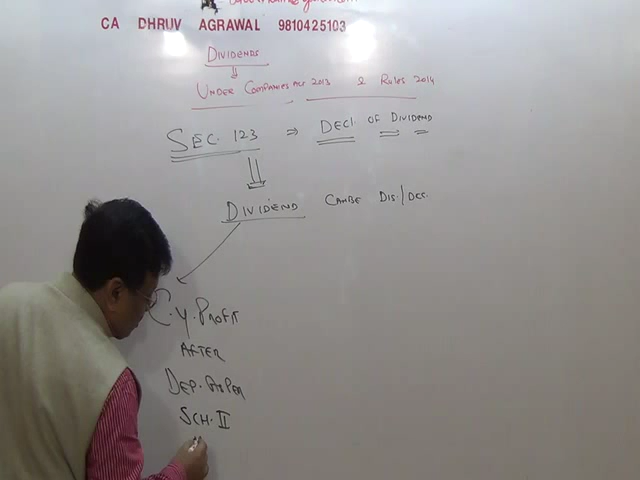 CA DHRUV AGRAWAL 9810425103
DIVIDENDS
⇓
UNDER COMPANIES ACT 2013 & RULES 2014
SEC. 123 ⇒ DECL. OF DIVIDEND
DIVIDEND CANBE DIS./DEC.
C.Y. PROFIT
AFTER
DEP. AS PER
SCH. II